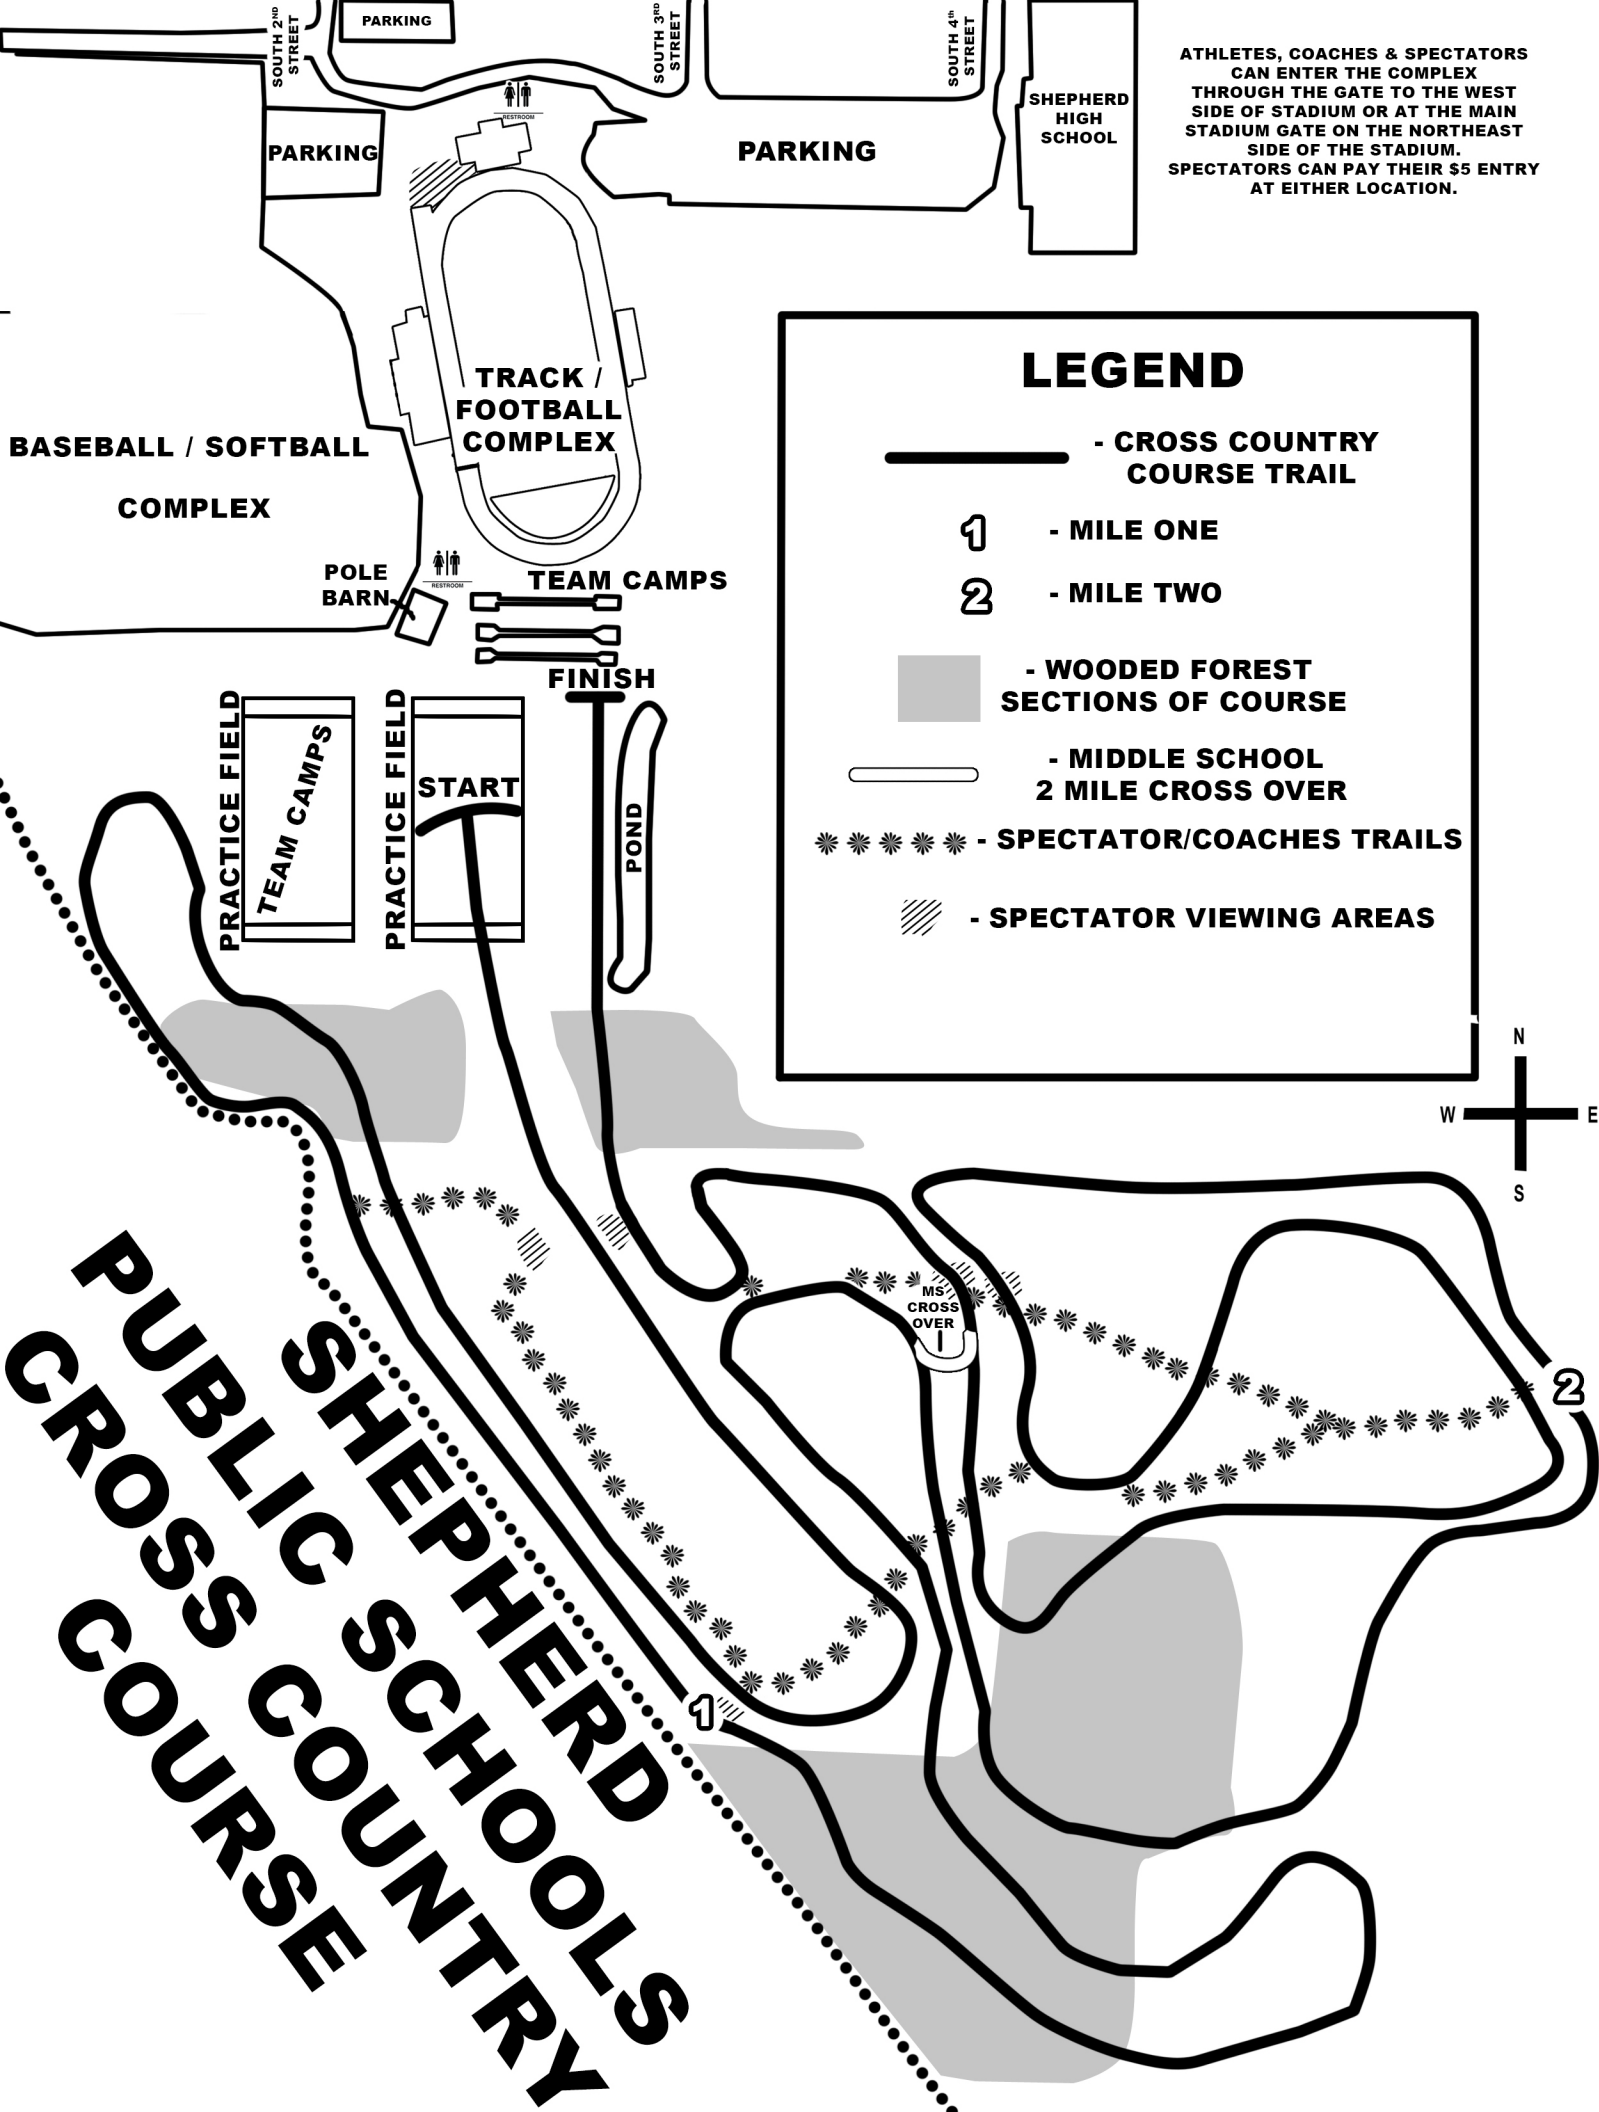 SOUTH 2ND
STREET
PARKING
SOUTH 3RD
STREET
SOUTH 4th
STREET
SHEPHERD
HIGH
SCHOOL
ATHLETES, COACHES & SPECTATORS
CAN ENTER THE COMPLEX
THROUGH THE GATE TO THE WEST
SIDE OF STADIUM OR AT THE MAIN
STADIUM GATE ON THE NORTHEAST
SIDE OF THE STADIUM.
SPECTATORS CAN PAY THEIR $5 ENTRY
AT EITHER LOCATION.
RESTROOM
PARKING
PARKING
TRACK /
FOOTBALL
COMPLEX
BASEBALL / SOFTBALL
COMPLEX
POLE
BARN
RESTROOM
TEAM CAMPS
FINISH
LEGEND
- CROSS COUNTRY
COURSE TRAIL
1 - MILE ONE
2 - MILE TWO
- WOODED FOREST
SECTIONS OF COURSE
- MIDDLE SCHOOL
2 MILE CROSS OVER
- SPECTATOR/COACHES TRAILS
- SPECTATOR VIEWING AREAS
PRACTICE FIELD
TEAM CAMPS
PRACTICE FIELD
START
POND
N
W E
S
MS
CROSS
OVER
2
1
SHEPHERD
PUBLIC SCHOOLS
CROSS COUNTRY
COURSE